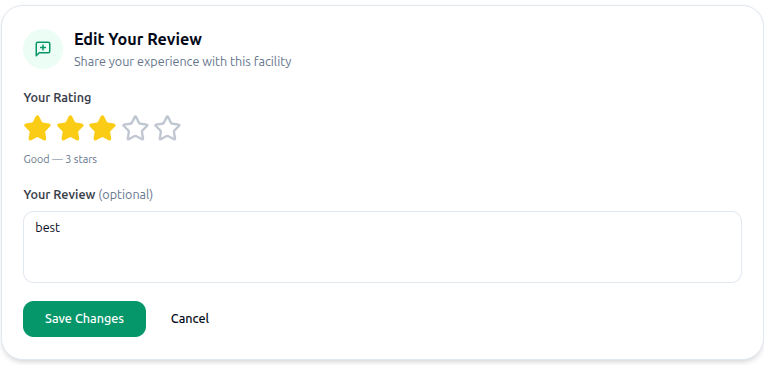 Edit Your Review
Share your experience with this facility
Your Rating
Good — 3 stars
Your Review (optional)
best
Save Changes Cancel